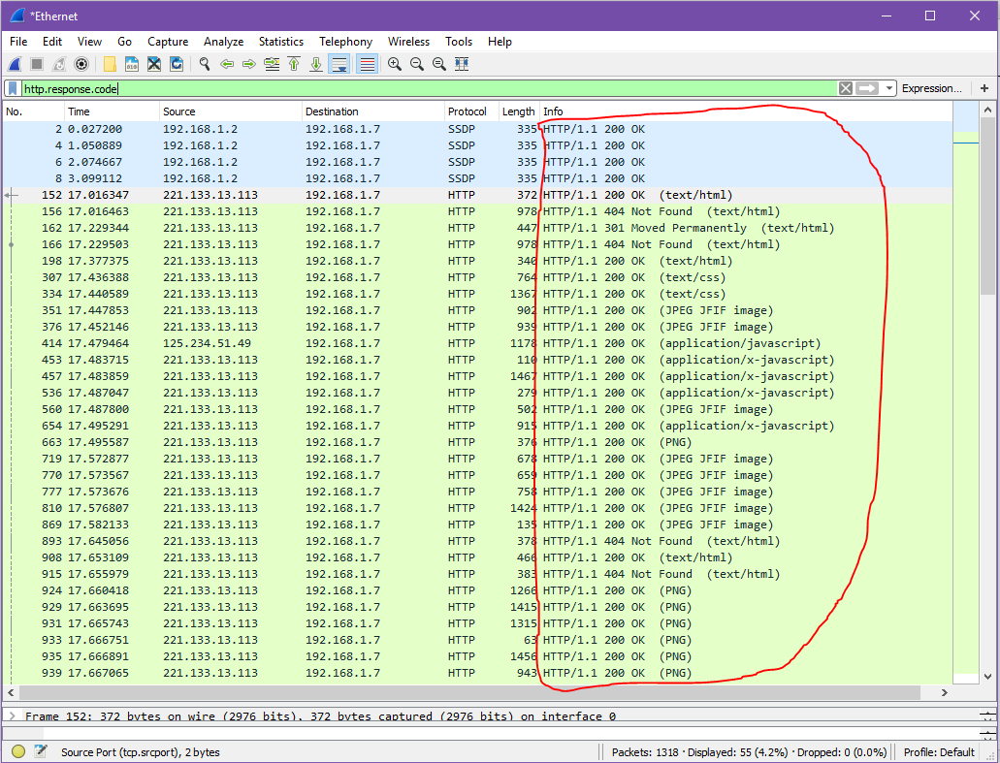 *Ethernet
File Edit View Go Capture Analyze Statistics Telephony Wireless Tools Help
http.response.code Expression... +
No. Time Source Destination Protocol Length Info
2 0.027200 192.168.1.2 192.168.1.7 SSDP 335 HTTP/1.1 200 OK
4 1.050889 192.168.1.2 192.168.1.7 SSDP 335 HTTP/1.1 200 OK
6 2.074667 192.168.1.2 192.168.1.7 SSDP 335 HTTP/1.1 200 OK
8 3.099112 192.168.1.2 192.168.1.7 SSDP 335 HTTP/1.1 200 OK
152 17.016347 221.133.13.113 192.168.1.7 HTTP 372 HTTP/1.1 200 OK (text/html)
156 17.016463 221.133.13.113 192.168.1.7 HTTP 978 HTTP/1.1 404 Not Found (text/html)
162 17.229344 221.133.13.113 192.168.1.7 HTTP 447 HTTP/1.1 301 Moved Permanently (text/html)
166 17.229503 221.133.13.113 192.168.1.7 HTTP 978 HTTP/1.1 404 Not Found (text/html)
198 17.377375 221.133.13.113 192.168.1.7 HTTP 340 HTTP/1.1 200 OK (text/html)
307 17.436388 221.133.13.113 192.168.1.7 HTTP 764 HTTP/1.1 200 OK (text/css)
334 17.440589 221.133.13.113 192.168.1.7 HTTP 1367 HTTP/1.1 200 OK (text/css)
351 17.447853 221.133.13.113 192.168.1.7 HTTP 902 HTTP/1.1 200 OK (JPEG JFIF image)
376 17.452146 221.133.13.113 192.168.1.7 HTTP 939 HTTP/1.1 200 OK (JPEG JFIF image)
414 17.479464 125.234.51.49 192.168.1.7 HTTP 1178 HTTP/1.1 200 OK (application/javascript)
453 17.483715 221.133.13.113 192.168.1.7 HTTP 110 HTTP/1.1 200 OK (application/x-javascript)
457 17.483859 221.133.13.113 192.168.1.7 HTTP 1467 HTTP/1.1 200 OK (application/x-javascript)
536 17.487047 221.133.13.113 192.168.1.7 HTTP 279 HTTP/1.1 200 OK (application/x-javascript)
560 17.487800 221.133.13.113 192.168.1.7 HTTP 502 HTTP/1.1 200 OK (JPEG JFIF image)
654 17.495291 221.133.13.113 192.168.1.7 HTTP 915 HTTP/1.1 200 OK (application/x-javascript)
663 17.495587 221.133.13.113 192.168.1.7 HTTP 376 HTTP/1.1 200 OK (PNG)
719 17.572877 221.133.13.113 192.168.1.7 HTTP 678 HTTP/1.1 200 OK (JPEG JFIF image)
770 17.573567 221.133.13.113 192.168.1.7 HTTP 659 HTTP/1.1 200 OK (JPEG JFIF image)
777 17.573676 221.133.13.113 192.168.1.7 HTTP 758 HTTP/1.1 200 OK (JPEG JFIF image)
810 17.576807 221.133.13.113 192.168.1.7 HTTP 1424 HTTP/1.1 200 OK (JPEG JFIF image)
869 17.582133 221.133.13.113 192.168.1.7 HTTP 135 HTTP/1.1 200 OK (JPEG JFIF image)
893 17.645056 221.133.13.113 192.168.1.7 HTTP 378 HTTP/1.1 404 Not Found (text/html)
908 17.653109 221.133.13.113 192.168.1.7 HTTP 466 HTTP/1.1 200 OK (text/html)
915 17.655979 221.133.13.113 192.168.1.7 HTTP 383 HTTP/1.1 404 Not Found (text/html)
924 17.660418 221.133.13.113 192.168.1.7 HTTP 1266 HTTP/1.1 200 OK (PNG)
929 17.663695 221.133.13.113 192.168.1.7 HTTP 1415 HTTP/1.1 200 OK (PNG)
931 17.665743 221.133.13.113 192.168.1.7 HTTP 1315 HTTP/1.1 200 OK (PNG)
933 17.666751 221.133.13.113 192.168.1.7 HTTP 63 HTTP/1.1 200 OK (PNG)
935 17.666891 221.133.13.113 192.168.1.7 HTTP 1456 HTTP/1.1 200 OK (PNG)
939 17.667065 221.133.13.113 192.168.1.7 HTTP 943 HTTP/1.1 200 OK (PNG)
Frame 152: 372 bytes on wire (2976 bits), 372 bytes captured (2976 bits) on interface 0
Source Port (tcp.srcport), 2 bytes Packets: 1318 · Displayed: 55 (4.2%) · Dropped: 0 (0.0%) Profile: Default